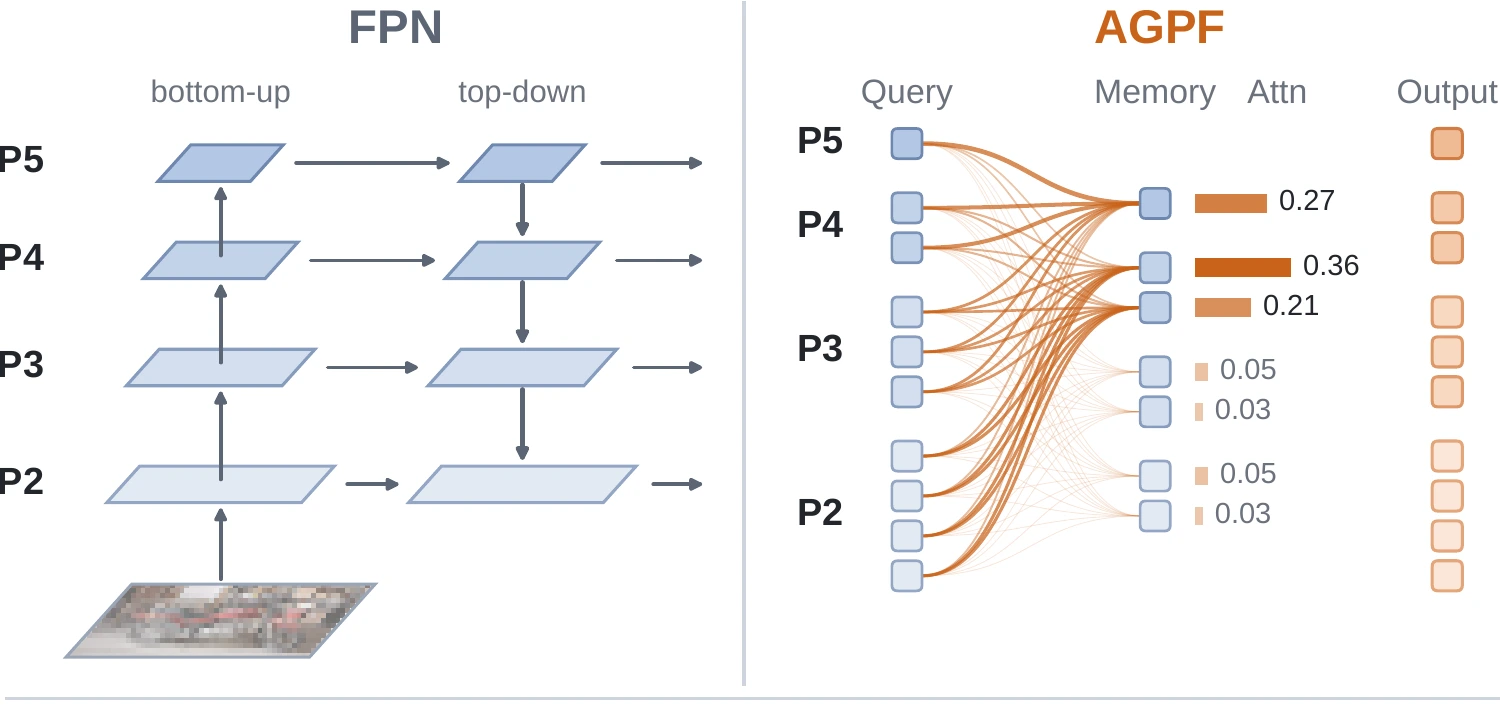 FPN
bottom-up
top-down
P5
P4
P3
P2
AGPF
Query
Memory
Attn
Output
P5
P4
P3
P2
0.27
0.36
0.21
0.05
0.03
0.05
0.03